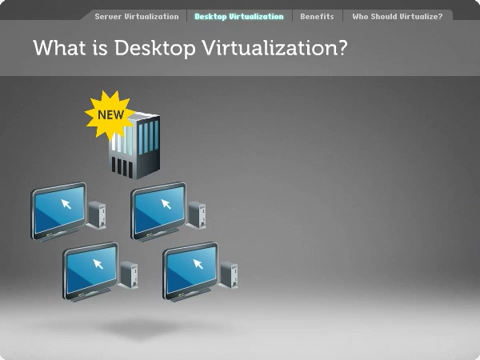 Server Virtualization
Desktop Virtualization
Benefits
Who Should Virtualize?
What is Desktop Virtualization?
NEW